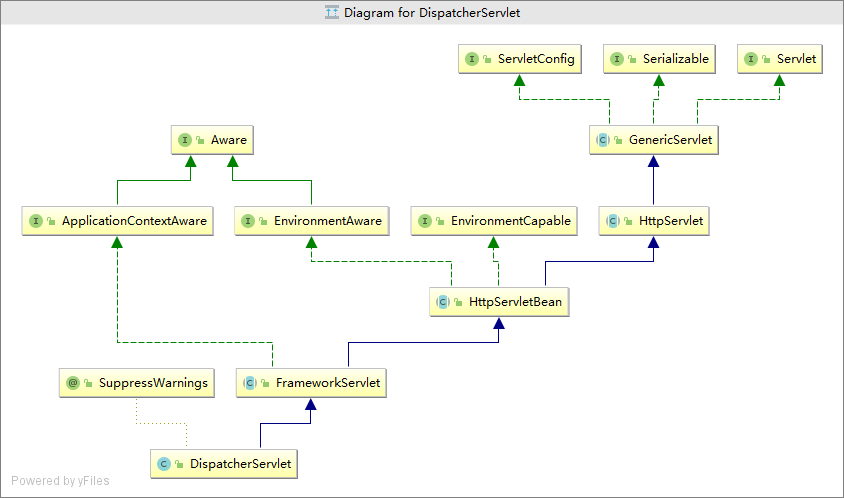 Diagram for DispatcherServlet
ServletConfig
Serializable
Servlet
Aware
GenericServlet
ApplicationContextAware
EnvironmentAware
EnvironmentCapable
HttpServlet
HttpServletBean
SuppressWarnings
FrameworkServlet
DispatcherServlet
Powered by yFiles